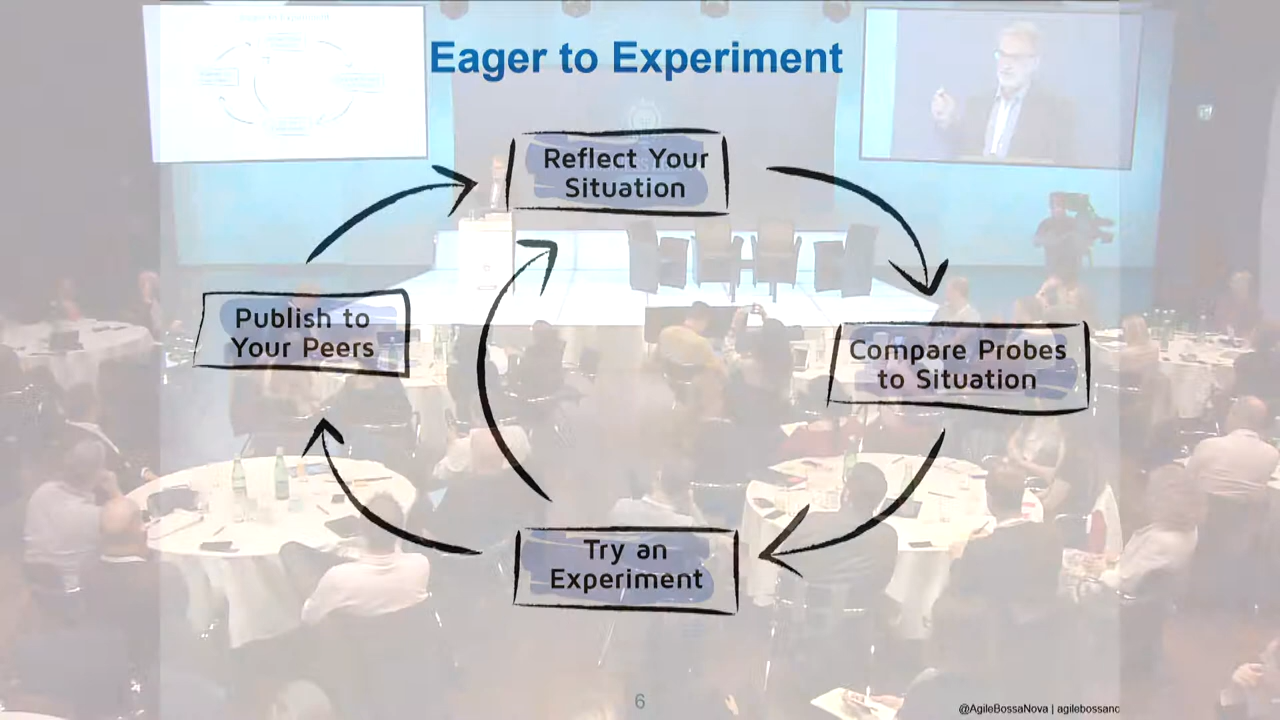 Eager to Experiment
Reflect Your
Situation
Publish to
Your Peers
Compare Probes
to Situation
Try an
Experiment
6
@AgileBossaNova | agilebossanc